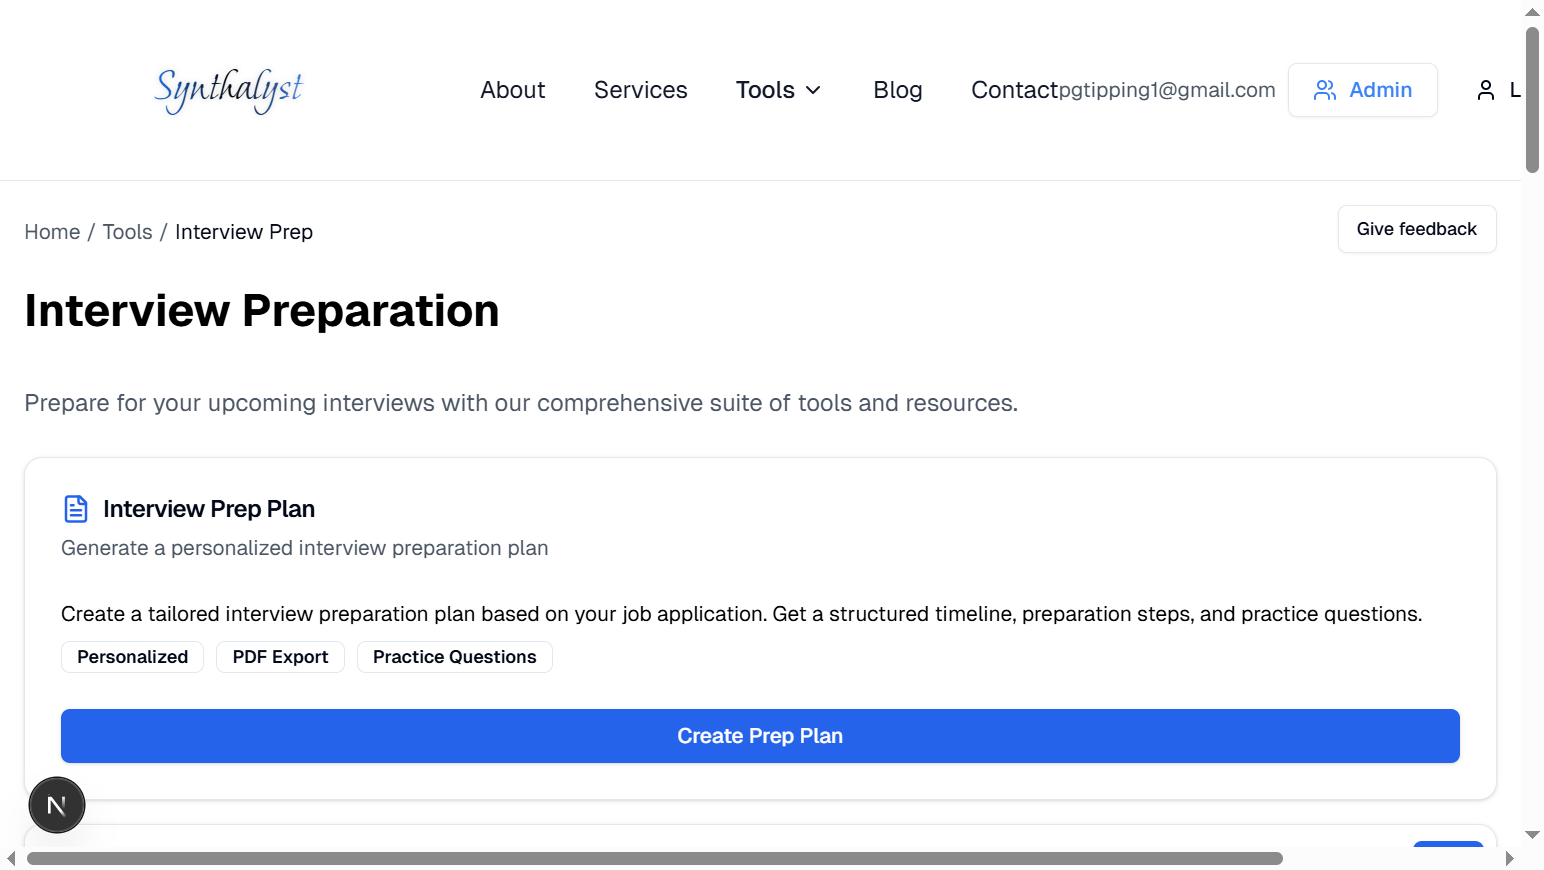 Synthalyst
About Services Tools Blog Contact pgtipping1@gmail.com Admin L
Home / Tools / Interview Prep
Give feedback
Interview Preparation
Prepare for your upcoming interviews with our comprehensive suite of tools and resources.
Interview Prep Plan
Generate a personalized interview preparation plan
Create a tailored interview preparation plan based on your job application. Get a structured timeline, preparation steps, and practice questions.
Personalized PDF Export Practice Questions
Create Prep Plan
N